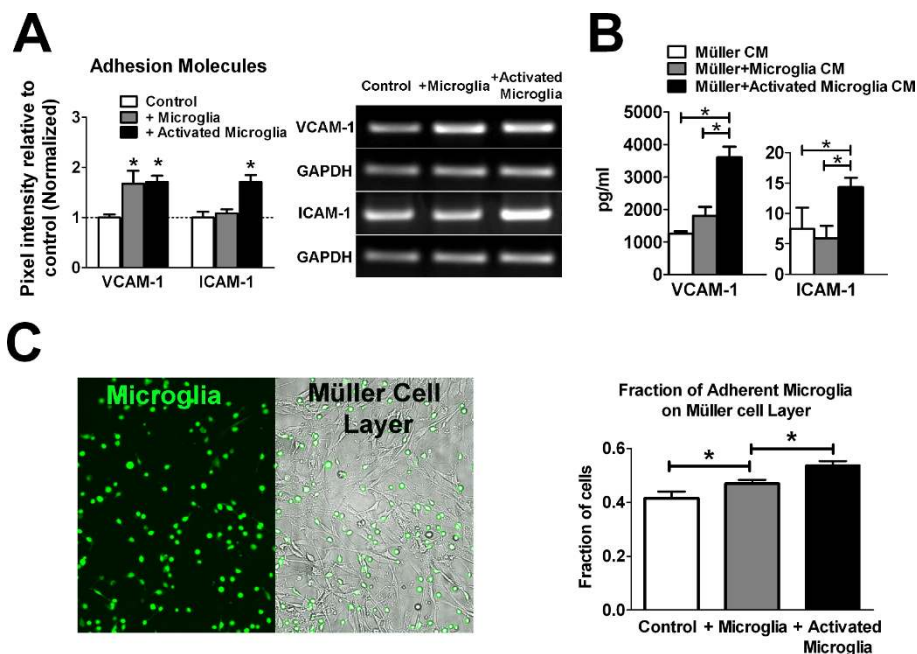 A
Adhesion Molecules
Control
+ Microglia
+ Activated Microglia
Pixel intensity relative to
control (Normalized)
2
1
0
* * *
VCAM-1 ICAM-1
Control +Microglia +Activated
Microglia
VCAM-1
GAPDH
ICAM-1
GAPDH
B
Müller CM
Müller+Microglia CM
Müller+Activated Microglia CM
pg/ml
5000
4000
3000
2000
1000
0
*
*
VCAM-1
20
15
10
5
0
*
*
ICAM-1
C
Microglia
Müller Cell
Layer
Fraction of Adherent Microglia
on Müller cell Layer
Fraction of cells
0.6
0.4
0.2
0.0
* *
Control + Microglia + Activated
Microglia